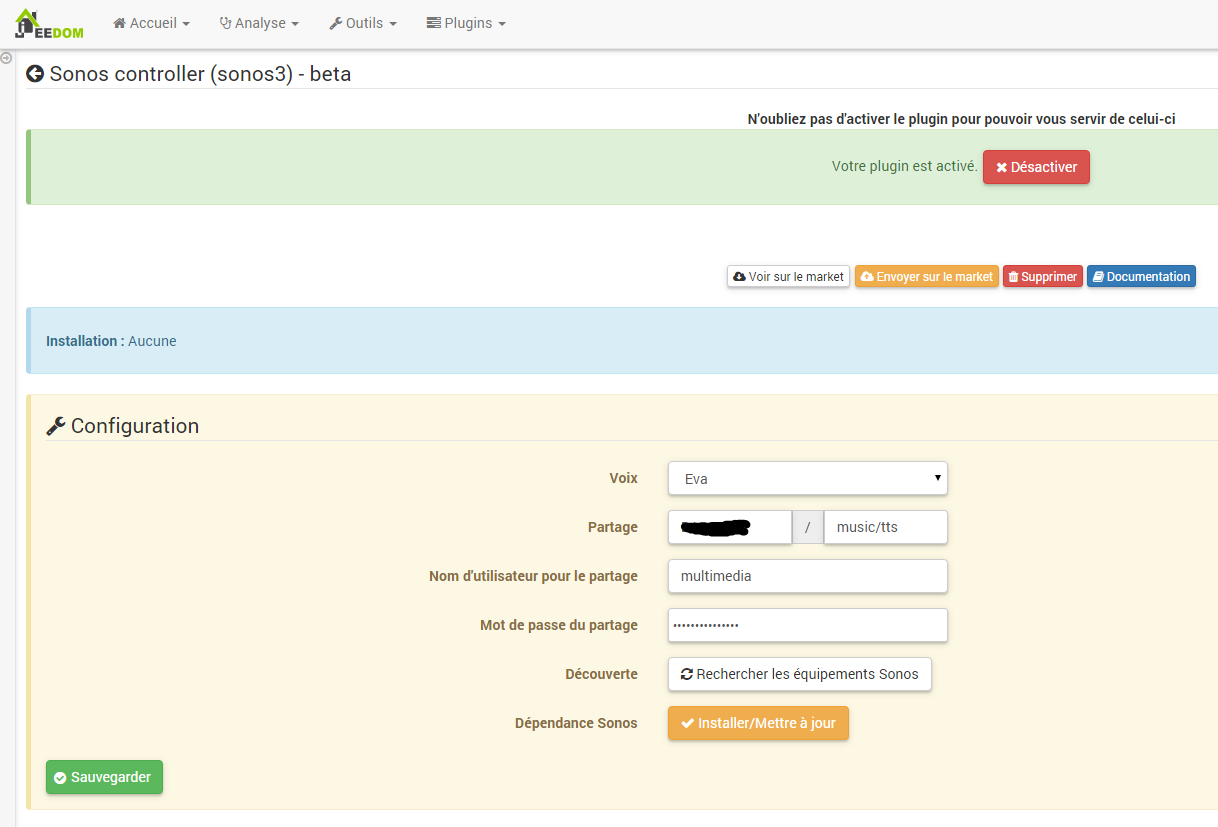 JEEDOM Accueil Analyse Outils Plugins
Sonos controller (sonos3) - beta
N'oubliez pas d'activer le plugin pour pouvoir vous servir de celui-ci
Votre plugin est activé. Désactiver
Voir sur le market Envoyer sur le market Supprimer Documentation
Installation : Aucune
Configuration
Voix Eva
Partage / music/tts
Nom d'utilisateur pour le partage multimedia
Mot de passe du partage •••••••••••••••
Découverte Rechercher les équipements Sonos
Dépendance Sonos Installer/Mettre à jour
Sauvegarder